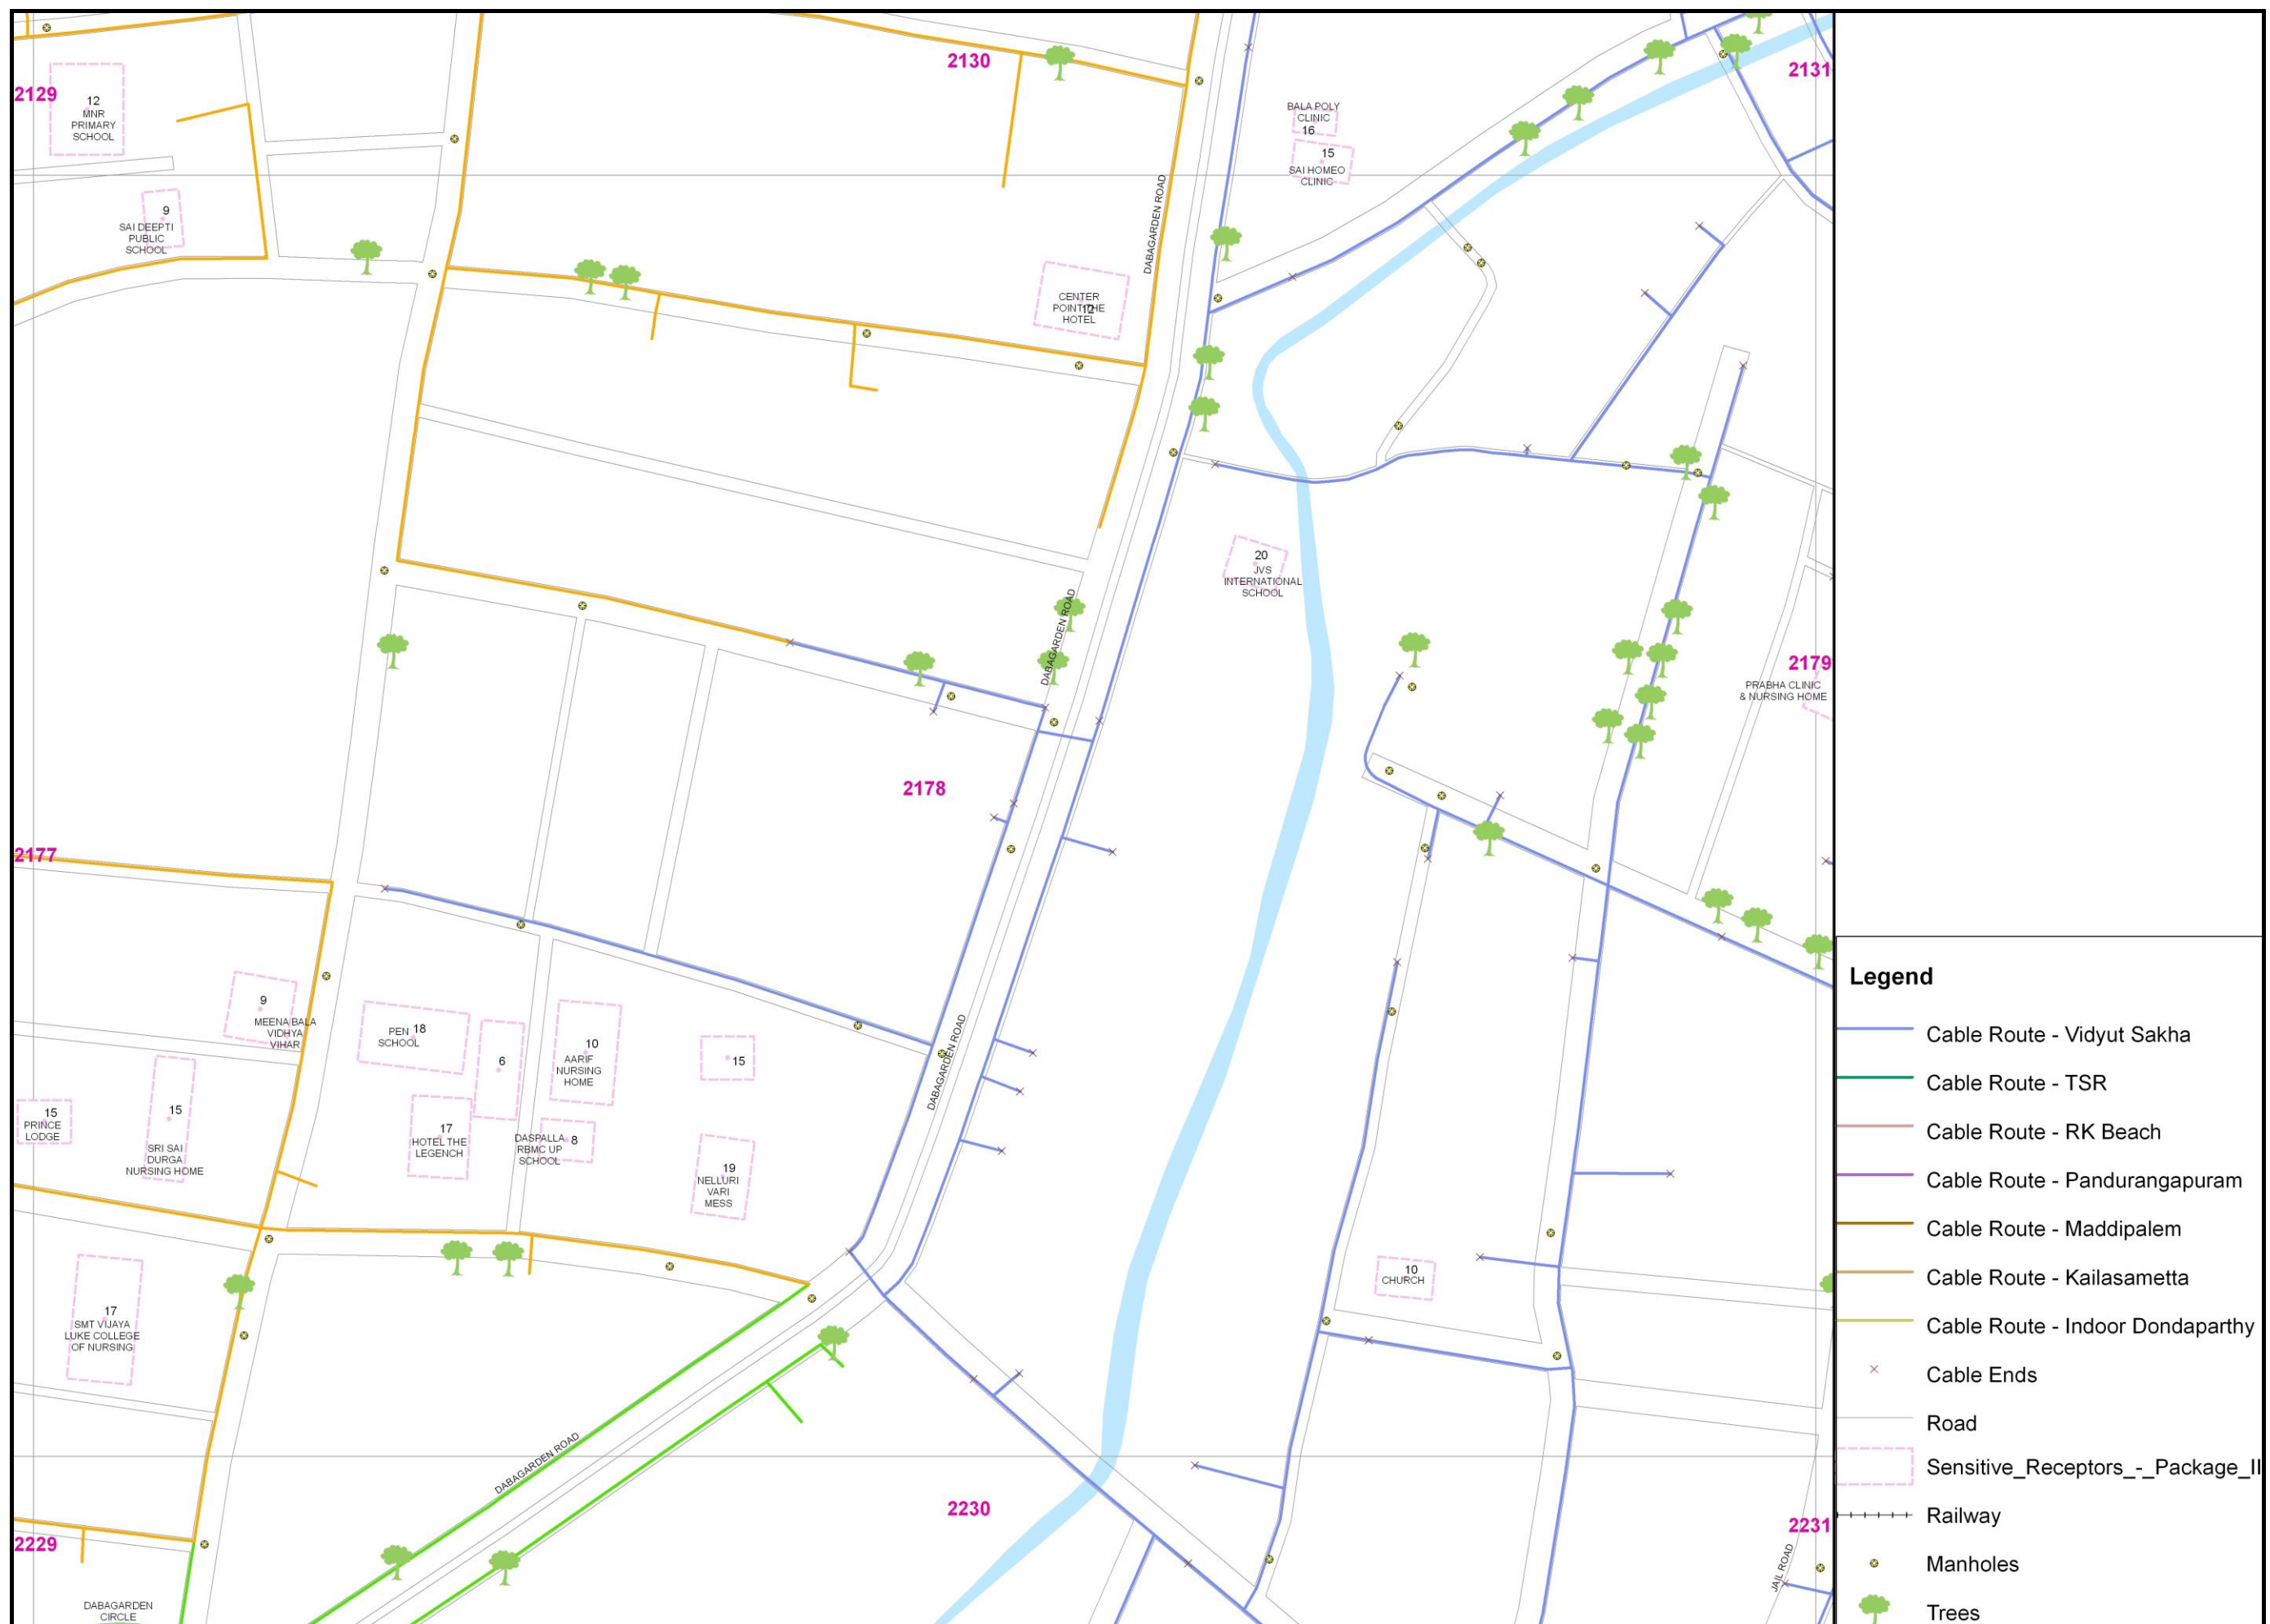 2129
12
MNR
PRIMARY
SCHOOL
9
SAI DEEPTI
PUBLIC
SCHOOL
2130
DABAGARDEN ROAD
BALA POLY
CLINIC
16
15
SAI HOMEO
CLINIC
2131
CENTER
POINT THE
HOTEL
20
JVS
INTERNATIONAL
SCHOOL
DABAGARDEN ROAD
2179
PRABHA CLINIC
& NURSING HOME
2178
2177
9
MEENA BALA
VIDHYA
VIHAR
PEN 18
SCHOOL
6
10
AARIF
NURSING
HOME
15
DABAGARDEN ROAD
15
PRINCE
LODGE
15
SRI SAI
DURGA
NURSING HOME
17
HOTEL THE
LEGENCH
DASPALLA 8
RBMC UP
SCHOOL
19
NELLURI
VARI
MESS
10
CHURCH
17
SMT VIJAYA
LUKE COLLEGE
OF NURSING
DABAGARDEN ROAD
2230
2231
2229
JAIL ROAD
DABAGARDEN
CIRCLE
Legend
Cable Route - Vidyut Sakha
Cable Route - TSR
Cable Route - RK Beach
Cable Route - Pandurangapuram
Cable Route - Maddipalem
Cable Route - Kailasametta
Cable Route - Indoor Dondaparthy
Cable Ends
Road
Sensitive_Receptors_-_Package_II
Railway
Manholes
Trees